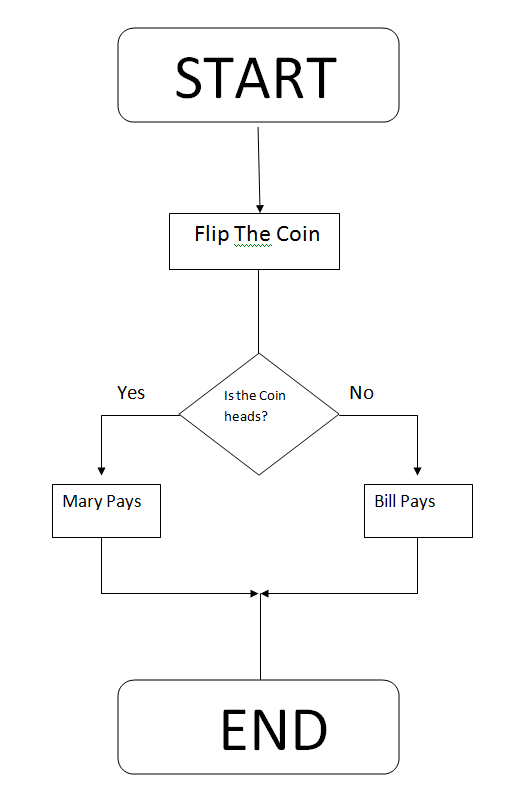 START
Flip The Coin
Is the Coin
heads?
Yes
No
Mary Pays
Bill Pays
END